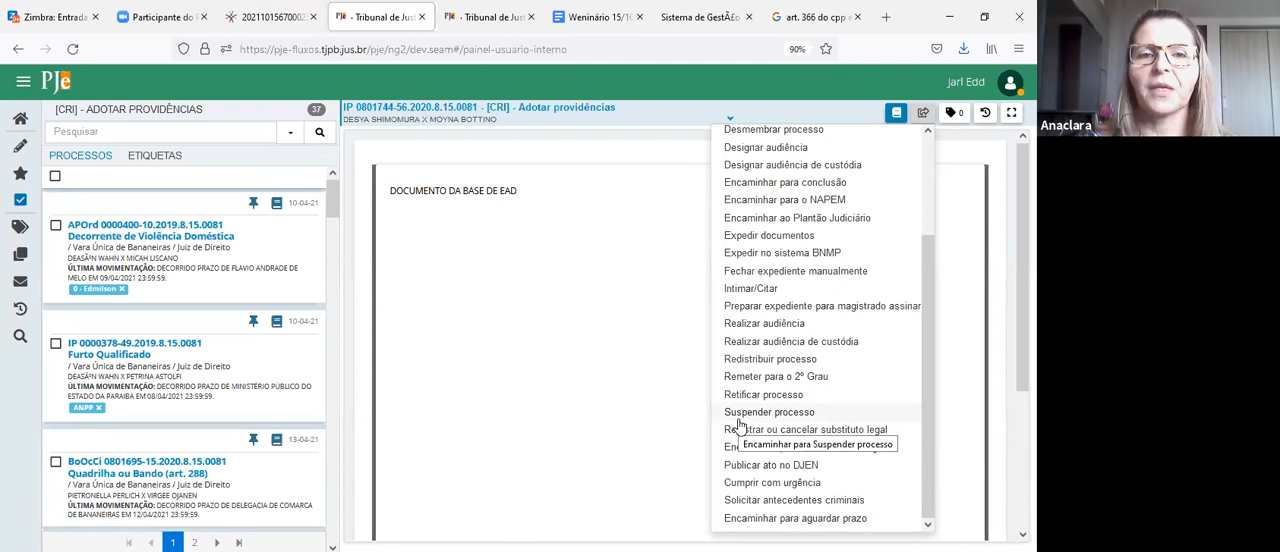 Zimbra: Entrada
Participante do P
202110156700023
PJe - Tribunal de Just
PJe - Tribunal de Just
Weninário 15/1
Sistema de GestÃ£o
art. 366 do cpp e
https://pje-fluxos.tjpb.jus.br/pje/ng2/dev.seam#/painel-usuario-interno
90%
PJe
Jarl Edd
[CRI] - ADOTAR PROVIDÊNCIAS
37
Pesquisar
PROCESSOS
ETIQUETAS
10-04-21
APOrd 0000400-10.2019.8.15.0081
Decorrente de Violência Doméstica
/ Vara Única de Bananeiras / Juiz de Direito
DEASÂºN WAHN X MICAH LISCANO
ÚLTIMA MOVIMENTAÇÃO: DECORRIDO PRAZO DE FLAVIO ANDRADE DE
MELO EM 09/04/2021 23:59:59.
0 - Edmilson
10-04-21
IP 0000378-49.2019.8.15.0081
Furto Qualificado
/ Vara Única de Bananeiras / Juiz de Direito
DEASÂºN WAHN X PETRINA ASTOLFI
ÚLTIMA MOVIMENTAÇÃO: DECORRIDO PRAZO DE MINISTÉRIO PÚBLICO DO
ESTADO DA PARAIBA EM 08/04/2021 23:59:59.
ANPP
13-04-21
BoOcCi 0801695-15.2020.8.15.0081
Quadrilha ou Bando (art. 288)
/ Vara Única de Bananeiras / Juiz de Direito
PIETRONELLA PERLICH X VIRGEE OJANEN
ÚLTIMA MOVIMENTAÇÃO: DECORRIDO PRAZO DE DELEGACIA DE COMARCA
DE BANANEIRAS EM 12/04/2021 23:59:59.
1
2
IP 0801744-56.2020.8.15.0081 - [CRI] - Adotar providências
DESYA SHIMOMURA X MOYNA BOTTINO
0
DOCUMENTO DA BASE DE EAD
Desmembrar processo
Designar audiência
Designar audiência de custódia
Encaminhar para conclusão
Encaminhar para o NAPEM
Encaminhar ao Plantão Judiciário
Expedir documentos
Expedir no sistema BNMP
Fechar expediente manualmente
Intimar/Citar
Preparar expediente para magistrado assinar
Realizar audiência
Realizar audiência de custódia
Redistribuir processo
Remeter para o 2º Grau
Retificar processo
Suspender processo
ou cancelar substituto legal
Encaminhar para Suspender processo
Publicar ato no DJEN
Cumprir com urgência
Solicitar antecedentes criminais
Encaminhar para aguardar prazo
Anaclara